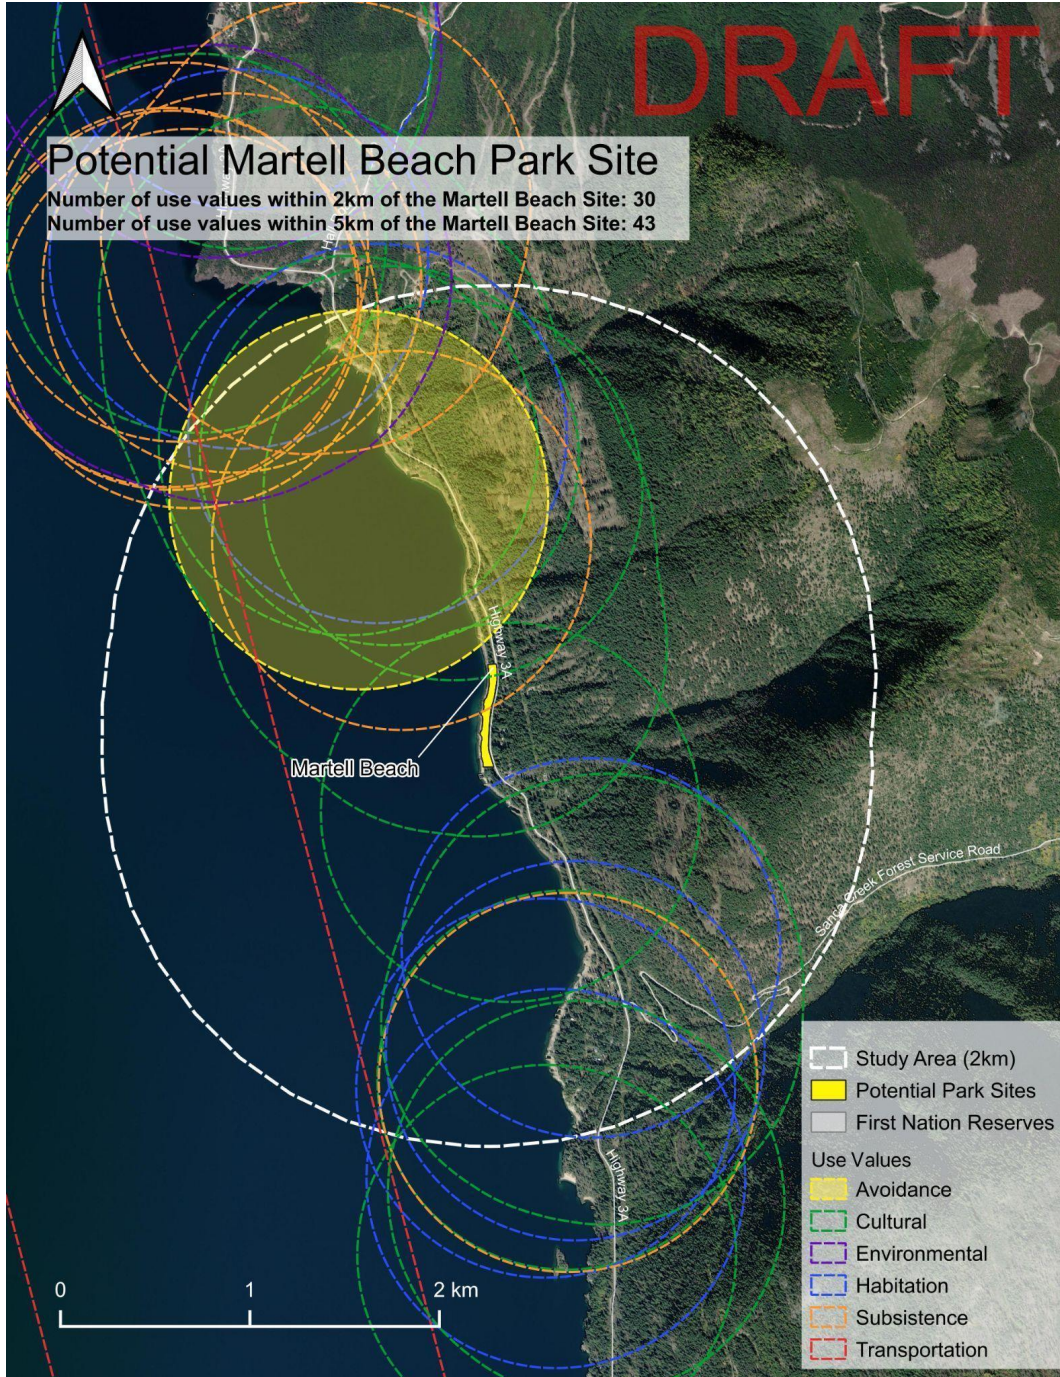 DRAFT
Potential Martell Beach Park Site
Number of use values within 2km of the Martell Beach Site: 30
Number of use values within 5km of the Martell Beach Site: 43
Highway 3A
Martell Beach
Sanca Creek Forest Service Road
Highway 3A
Study Area (2km)
Potential Park Sites
First Nation Reserves
Use Values
Avoidance
Cultural
Environmental
Habitation
Subsistence
Transportation
0 1 2 km